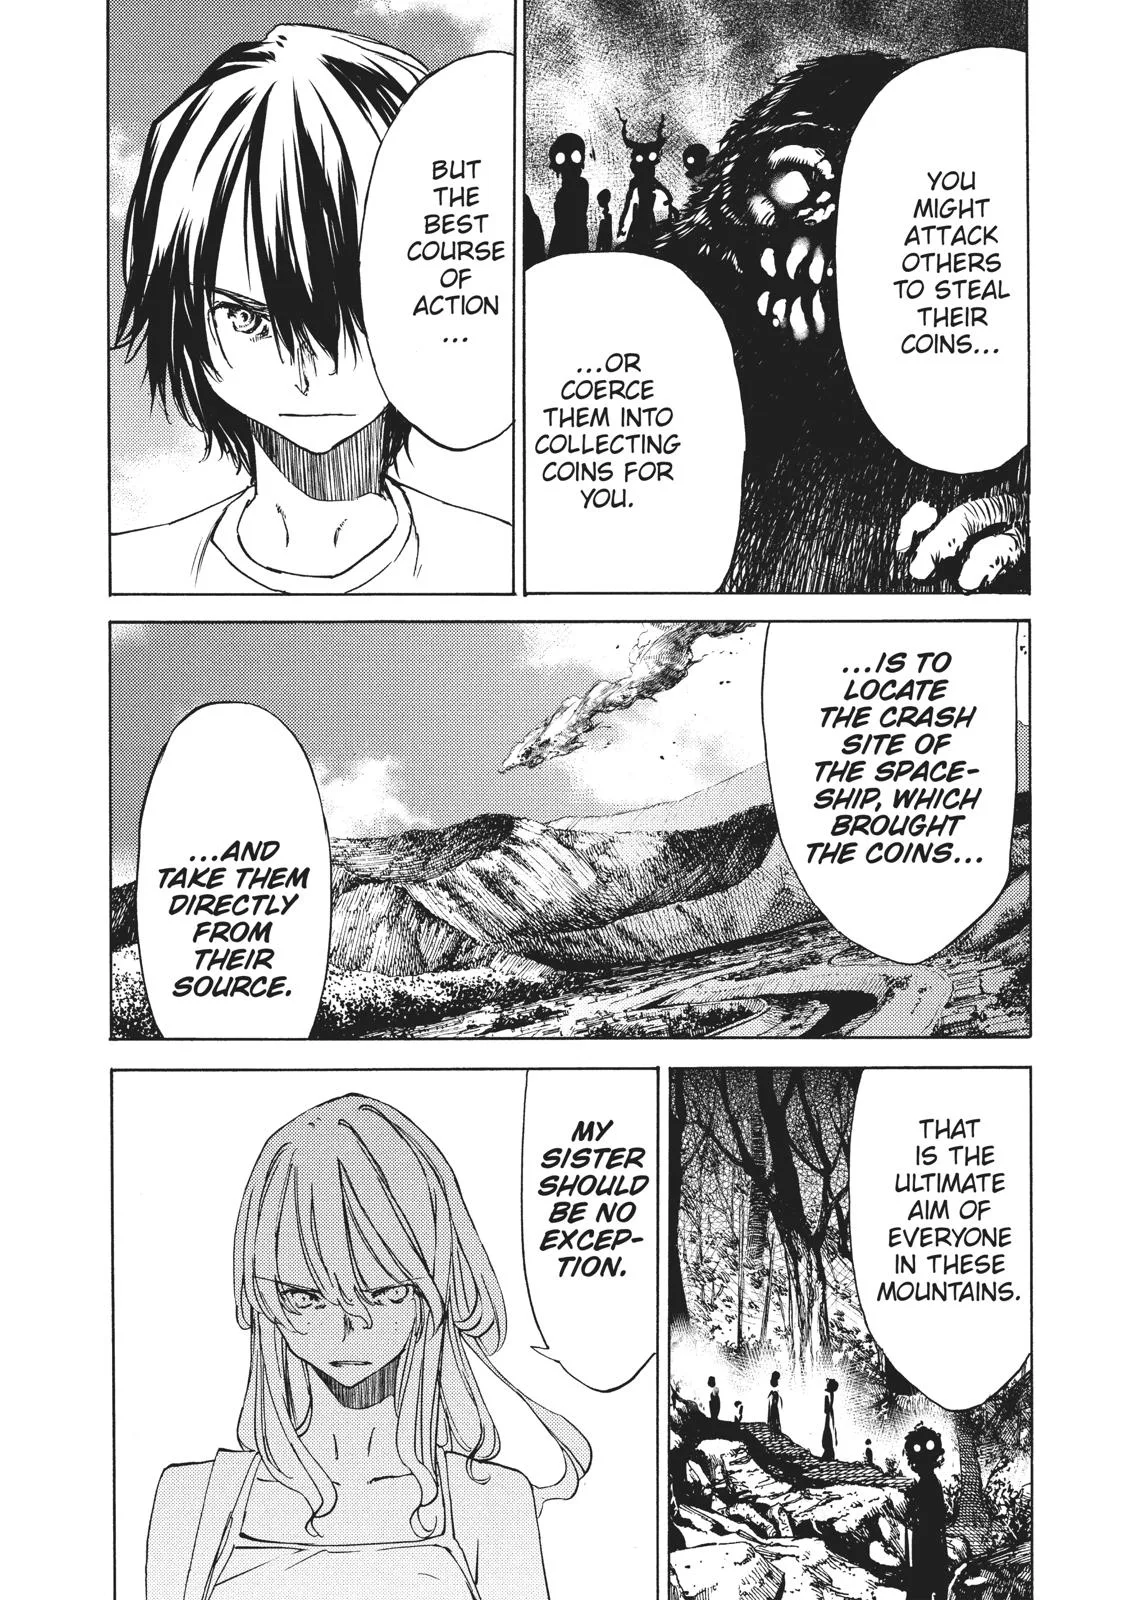 YOU
MIGHT
ATTACK
OTHERS
TO STEAL
THEIR
COINS...
...OR
COERCE
THEM INTO
COLLECTING
COINS FOR
YOU.
BUT
THE
BEST
COURSE
OF
ACTION
...
...IS TO
LOCATE
THE CRASH
SITE OF
THE SPACE-
SHIP, WHICH
BROUGHT
THE COINS...
...AND
TAKE THEM
DIRECTLY
FROM
THEIR
SOURCE.
THAT
IS THE
ULTIMATE
AIM OF
EVERYONE
IN THESE
MOUNTAINS.
MY
SISTER
SHOULD
BE NO
EXCEP-
TION.